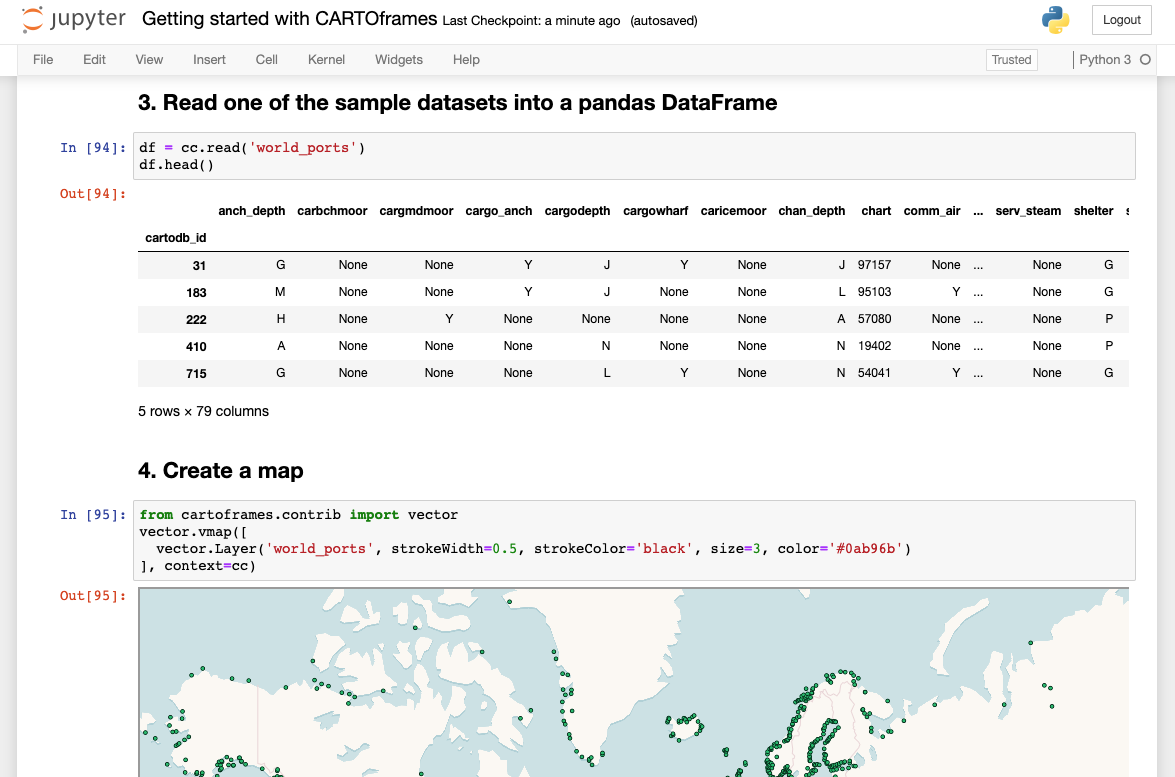 jupyter Getting started with CARTOframes Last Checkpoint: a minute ago (autosaved) Logout
File Edit View Insert Cell Kernel Widgets Help Trusted Python 3
3. Read one of the sample datasets into a pandas DataFrame
In [94]: df = cc.read('world_ports')
df.head()
Out[94]:
anch_depth carbchmoor cargmdmoor cargo_anch cargodepth cargowharf caricemoor chan_depth chart comm_air ... serv_steam shelter s
cartodb_id
31 G None None Y J Y None J 97157 None ... None G
183 M None None Y J None None L 95103 Y ... None G
222 H None Y None None None None A 57080 None ... None P
410 A None None None N None None N 19402 None ... None P
715 G None None None L Y None N 54041 Y ... None G
5 rows × 79 columns
4. Create a map
In [95]: from cartoframes.contrib import vector
vector.vmap([
vector.Layer('world_ports', strokeWidth=0.5, strokeColor='black', size=3, color='#0ab96b')
], context=cc)
Out[95]: